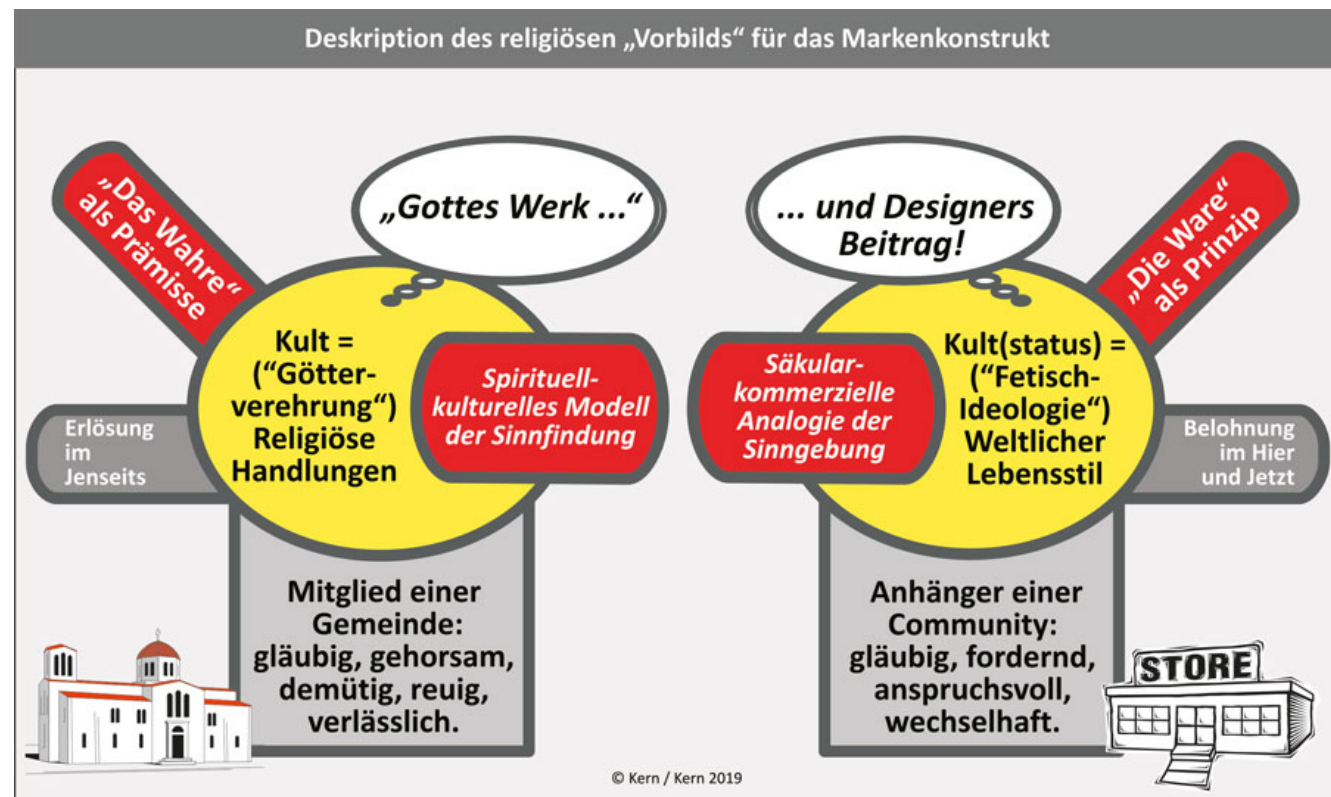 Deskription des religiösen „Vorbilds“ für das Markenkonstrukt
„Das Wahre“
als Prämisse
„Gottes Werk ...“
Kult =
(“Götter-
verehrung“)
Religiöse
Handlungen
Spirituell-
kulturelles Modell
der Sinnfindung
Erlösung
im
Jenseits
Mitglied einer
Gemeinde:
gläubig, gehorsam,
demütig, reuig,
verlässlich.
... und Designers
Beitrag!
„Die Ware“
als Prinzip
Säkular-
kommerzielle
Analogie der
Sinngebung
Kult(status) =
(“Fetisch-
Ideologie“)
Weltlicher
Lebensstil
Belohnung
im Hier
und Jetzt
Anhänger einer
Community:
gläubig, fordernd,
anspruchsvoll,
wechselhaft.
STORE
© Kern / Kern 2019